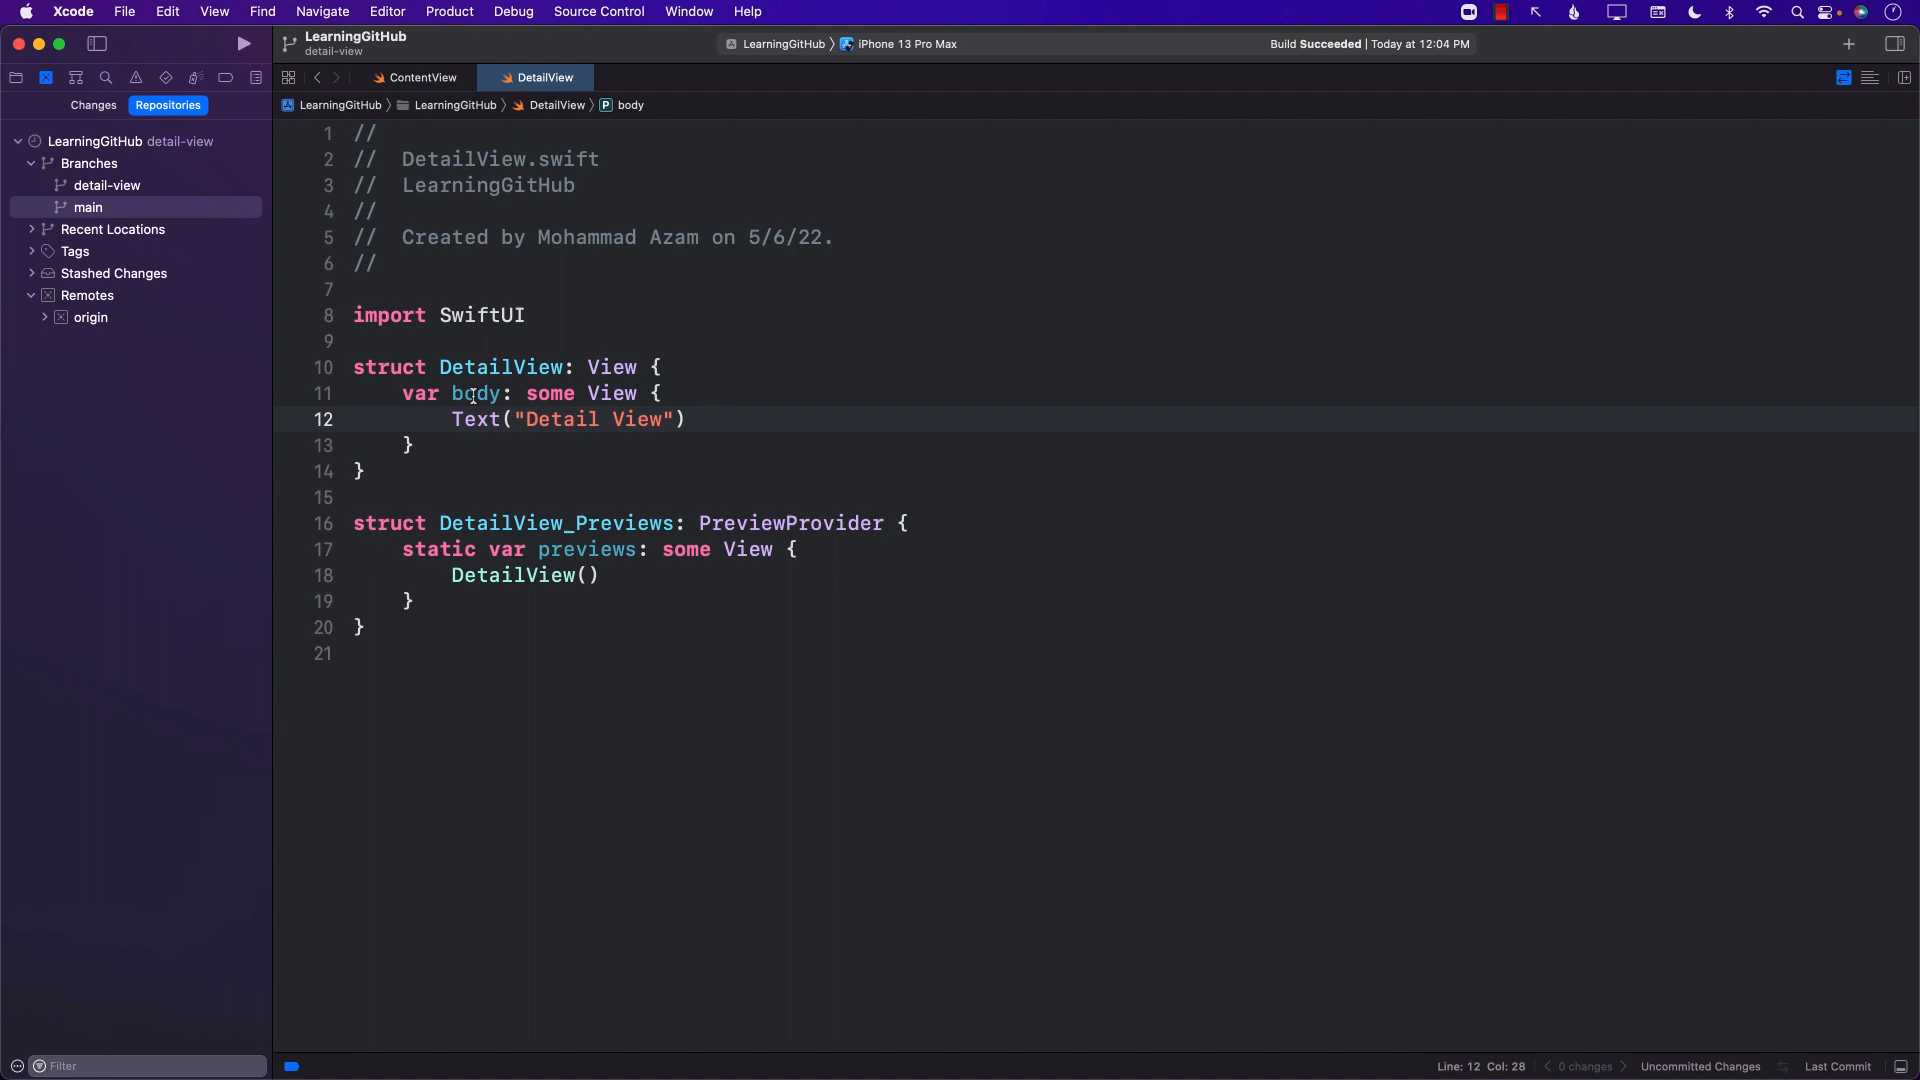 Xcode File Edit View Find Navigate Editor Product Debug Source Control Window Help
LearningGitHub
detail-view
LearningGitHub iPhone 13 Pro Max
Build Succeeded | Today at 12:04 PM
ContentView DetailView
Changes Repositories
LearningGitHub LearningGitHub DetailView P body
LearningGitHub detail-view
Branches
detail-view
main
Recent Locations
Tags
Stashed Changes
Remotes
origin
1 //
2 // DetailView.swift
3 // LearningGitHub
4 //
5 // Created by Mohammad Azam on 5/6/22.
6 //
7
8 import SwiftUI
9
10 struct DetailView: View {
11 var body: some View {
12 Text("Detail View")
13 }
14 }
15
16 struct DetailView_Previews: PreviewProvider {
17 static var previews: some View {
18 DetailView()
19 }
20 }
21
Filter
Line: 12 Col: 28 0 changes Uncommitted Changes Last Commit